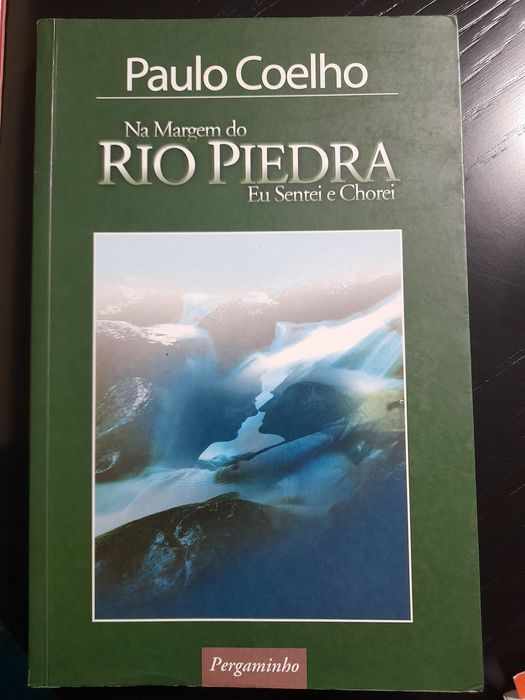 Paulo Coelho
Na Margem do
RIO PIEDRA
Eu Sentei e Chorei
Pergaminho